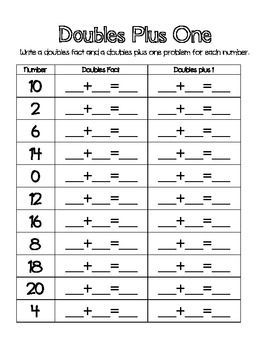 Doubles Plus One
Write a doubles fact and a doubles plus one problem for each number.
Number Doubles Fact Doubles plus 1
10 __+__=__ __+__=__
2 __+__=__ __+__=__
6 __+__=__ __+__=__
14 __+__=__ __+__=__
0 __+__=__ __+__=__
12 __+__=__ __+__=__
16 __+__=__ __+__=__
8 __+__=__ __+__=__
18 __+__=__ __+__=__
20 __+__=__ __+__=__
4 __+__=__ __+__=__